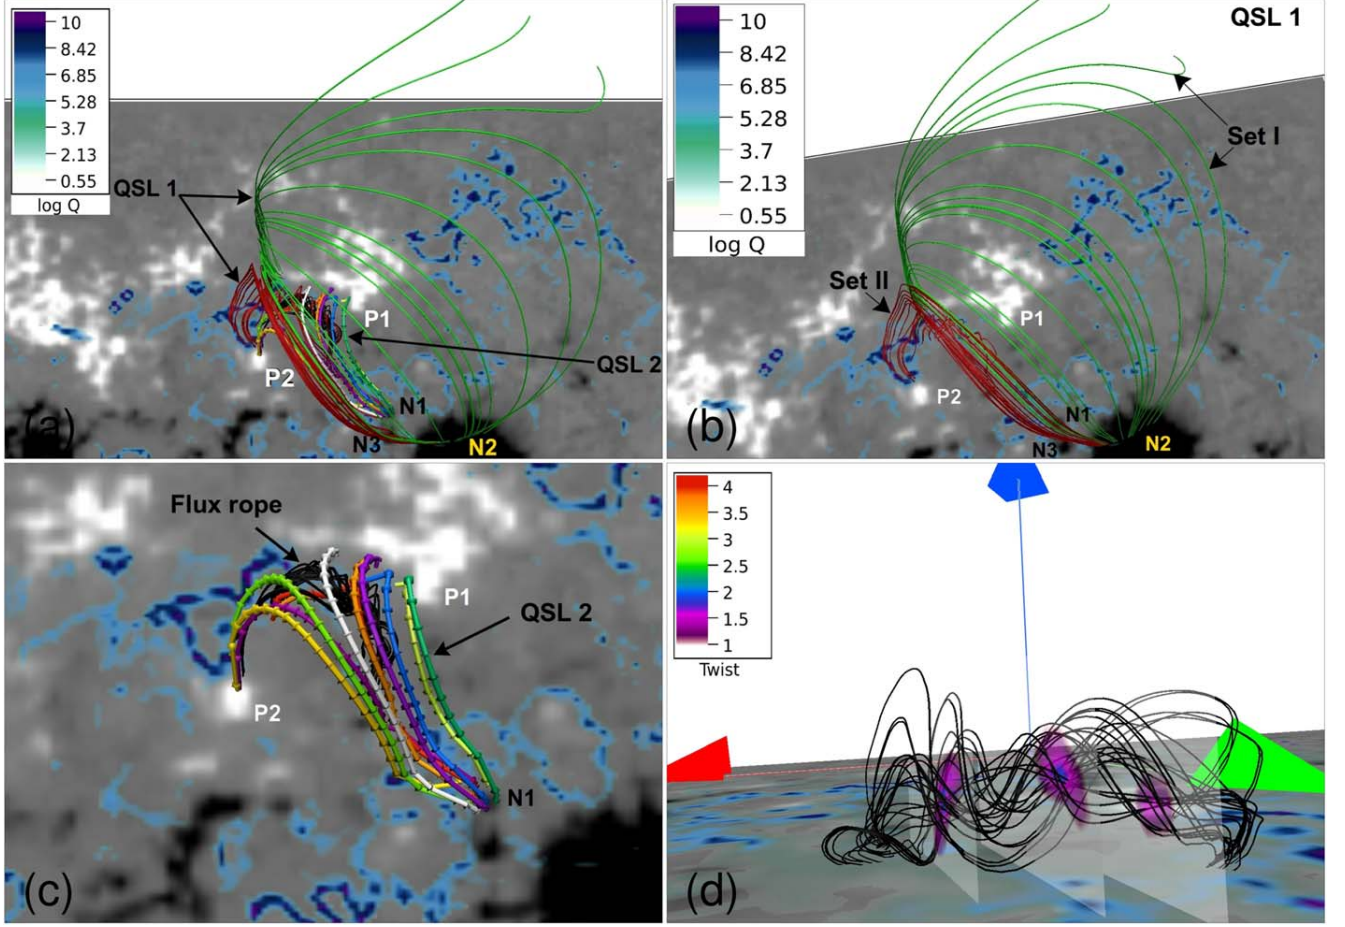 10
8.42
6.85
5.28
3.7
2.13
0.55
log Q
QSL 1
P1
QSL 2
P2
N1
N3
N2
(a)
10
8.42
6.85
5.28
3.7
2.13
0.55
log Q
QSL 1
Set I
Set II
P1
P2
N1
N3
N2
(b)
Flux rope
P1
QSL 2
P2
N1
(c)
4
3.5
3
2.5
2
1.5
1
Twist
(d)